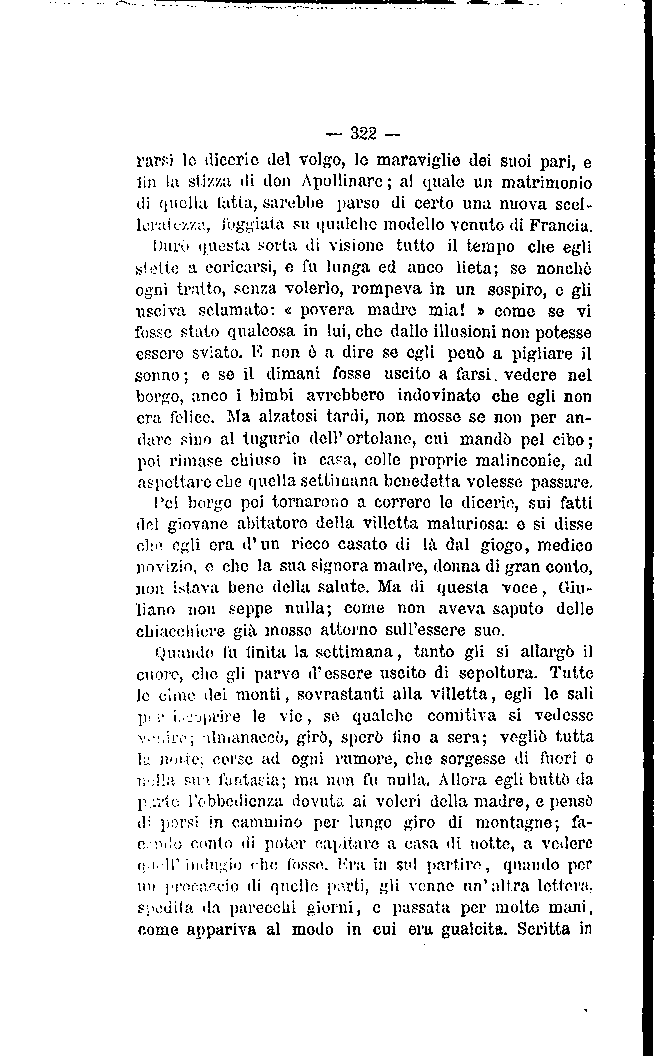 — 322 —
rarsi le dicerie del volgo, le maraviglie dei suoi pari, e
fin la stizza di don Apollinare; al quale un matrimonio
di quella fatta, sarebbe parso di certo una nuova scel-
leratezza, foggiata su qualche modello venuto di Francia.
Durò questa sorta di visione tutto il tempo che egli
stette a coricarsi, e fu lunga ed anco lieta; se nonchè
ogni tratto, senza volerlo, rompeva in un sospiro, e gli
usciva sclamato: « povera madre mia! » come se vi
fosse stato qualcosa in lui, che dalle illusioni non potesse
essere sviato. E non è a dire se egli penò a pigliare il
sonno; e se il dimani fosse uscito a farsi vedere nel
borgo, anco i bimbi avrebbero indovinato che egli non
era felice. Ma alzatosi tardi, non mosse se non per an-
dare sino al tugurio dell'ortolano, cui mandò pel cibo;
poi rimase chiuso in casa, colle proprie malinconie, ad
aspettare che quella settimana benedetta volesse passare.
Pel borgo poi tornarono a correre le dicerie, sui fatti
del giovane abitatore della villetta maluriosa: e si disse
che egli era d'un ricco casato di là dal giogo, medico
novizio, e che la sua signora madre, donna di gran conto,
non istava bene della salute. Ma di questa voce, Giu-
liano non seppe nulla; come non aveva saputo delle
chiacchiere già mosse attorno sull'essere suo.
Quando fu finita la settimana, tanto gli si allargò il
cuore, che gli parve d'essere uscito di sepoltura. Tutte
le cime dei monti, sovrastanti alla villetta, egli le salì
per iscoprire le vie, se qualche comitiva si vedesse
venire; almanaccò, girò, sperò fino a sera; vegliò tutta
la notte; corse ad ogni rumore, che sorgesse di fuori o
nella sua fantasia; ma non fu nulla. Allora egli buttò da
parte l'obbedienza dovuta ai voleri della madre, e pensò
di porsi in cammino per lungo giro di montagne; fa-
cendo conto di poter capitare a casa di notte, a vedere
quell'indugio che fosse. Era in sul partire, quando per
un procaccio di quelle parti, gli venne un'altra lettera,
spedita da parecchi giorni, e passata per molte mani,
come appariva al modo in cui era gualcita. Scritta in